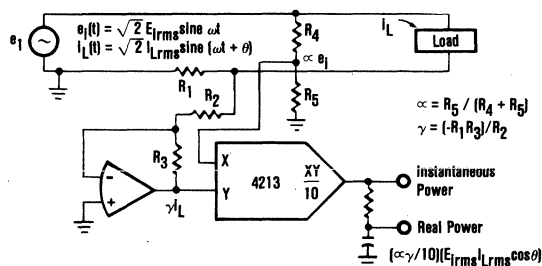 e₁
eᵢ(t) = √2 Eᵢrms sine ωt
iL(t) = √2 ILrms sine (ωt + θ)
R₄
iL
Load
∝ eᵢ
R₁
R₂
R₅
∝ = R₅ / (R₄ + R₅)
γ = (-R₁R₃)/R₂
R₃
X
4213
XY
10
Y
-
+
γiL
instantaneous
Power
Real Power
(∝γ/10)(EᵢrmsILrmscosθ)